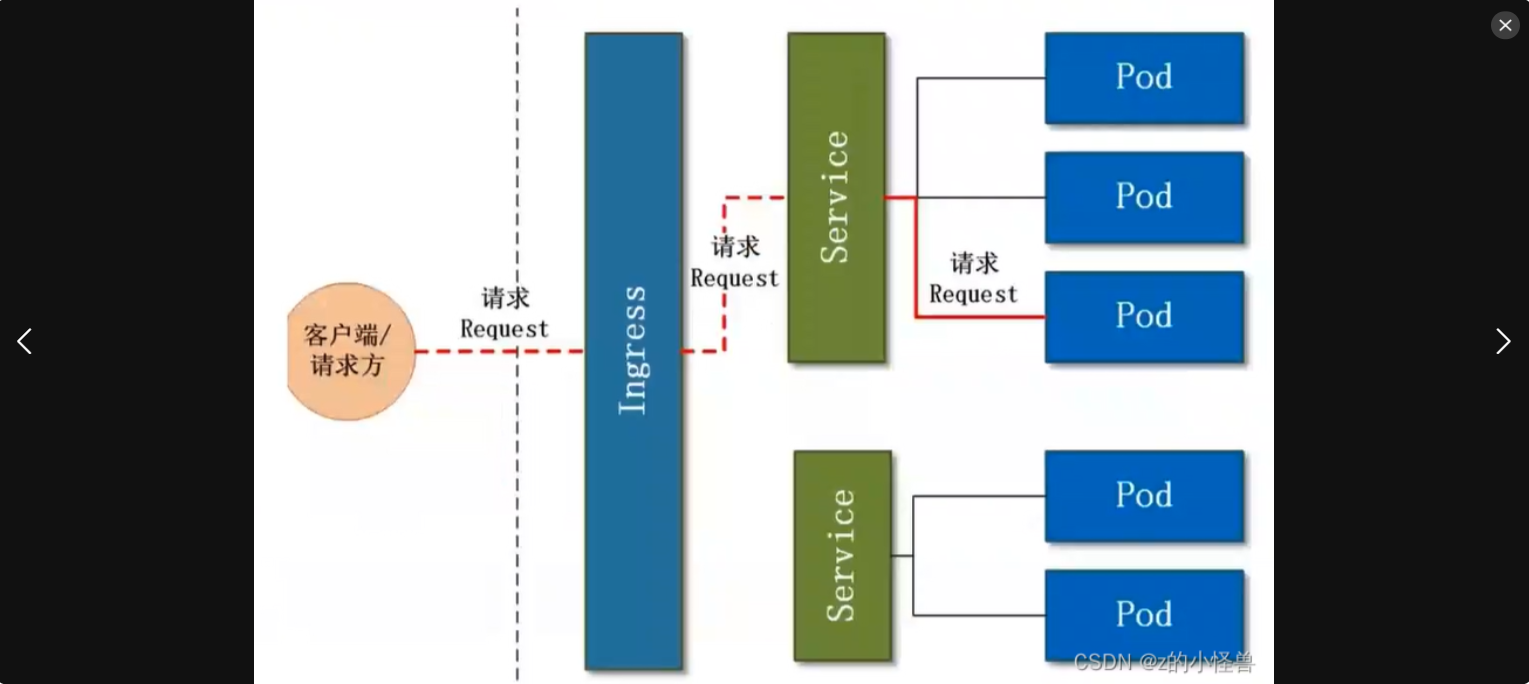 客户端/
请求方
请求
Request
Ingress
请求
Request
Service
请求
Request
Pod
Pod
Pod
Service
Pod
Pod
CSDN @z的小怪兽